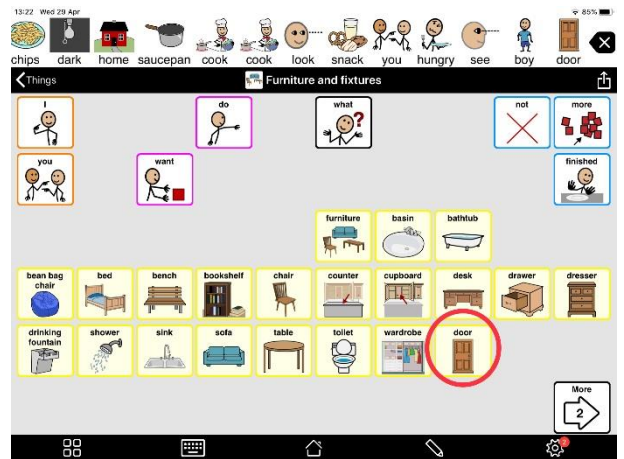 13:22 Wed 29 Apr 85%
chips dark home saucepan cook cook look snack you hungry see boy door
Things Furniture and fixtures
I do what not more
you want finished
furniture basin bathtub
bean bag chair bed bench bookshelf chair counter cupboard desk drawer dresser
drinking fountain shower sink sofa table toilet wardrobe door
More
2
2